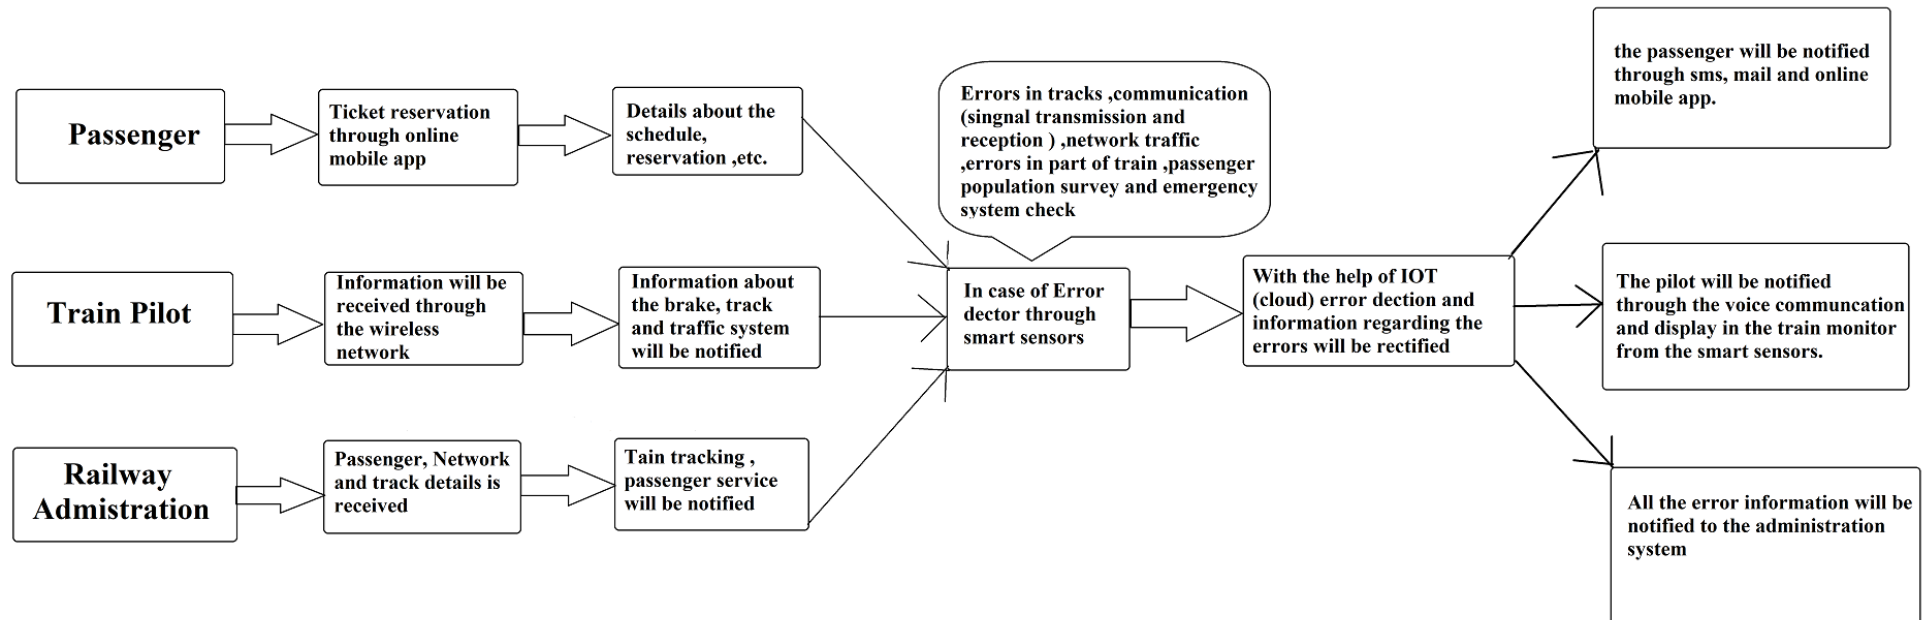 Passenger
Ticket reservation
through online
mobile app
Details about the
schedule,
reservation ,etc.
Errors in tracks ,communication
(singnal transmission and
reception ) ,network traffic
,errors in part of train ,passenger
population survey and emergency
system check
the passenger will be notified
through sms, mail and online
mobile app.
Train Pilot
Information will be
received through
the wireless
network
Information about
the brake, track
and traffic system
will be notified
In case of Error
dector through
smart sensors
With the help of IOT
(cloud) error dection and
information regarding the
errors will be rectified
The pilot will be notified
through the voice communcation
and display in the train monitor
from the smart sensors.
Railway
Admistration
Passenger, Network
and track details is
received
Tain tracking ,
passenger service
will be notified
All the error information will be
notified to the administration
system